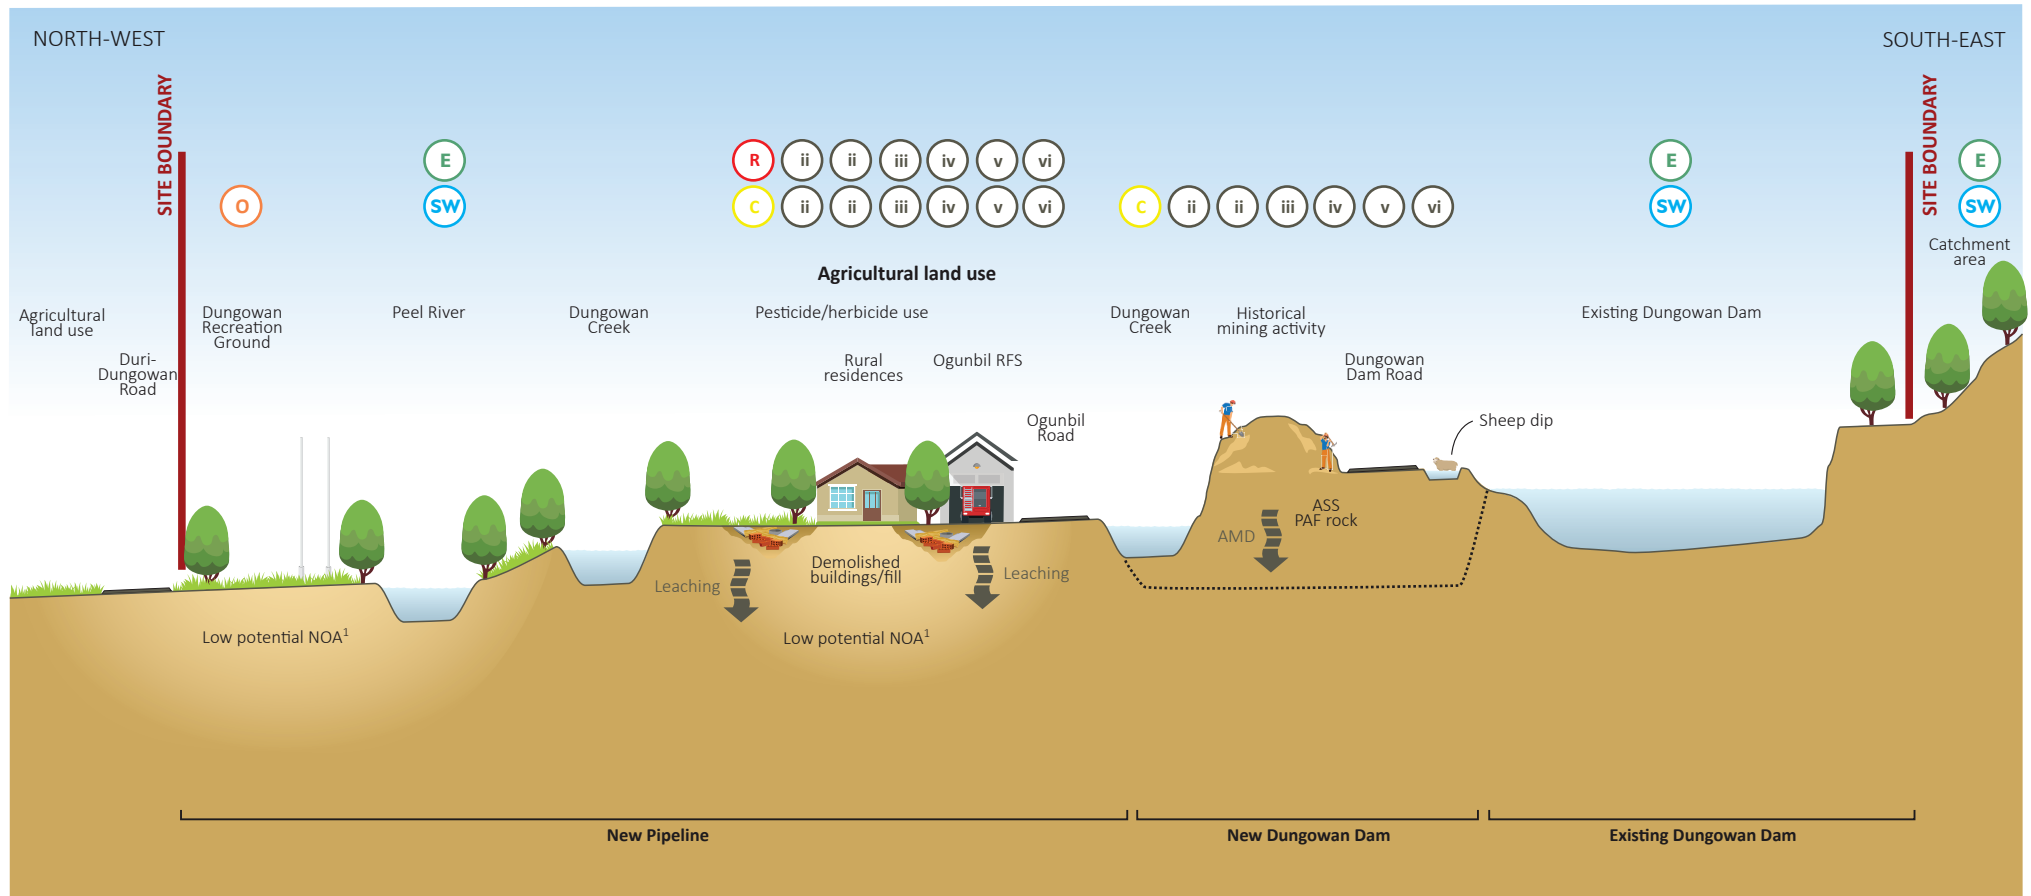 NORTH-WEST
SOUTH-EAST
SITE BOUNDARY
SITE BOUNDARY
E
R ii ii iii iv v vi
E
E
O
SW
C ii ii iii iv v vi
C ii ii iii iv v vi
SW
SW
Catchment
area
Agricultural land use
Agricultural
land use
Duri-
Dungowan
Road
Dungowan
Recreation
Ground
Peel River
Dungowan
Creek
Pesticide/herbicide use
Rural
residences
Ogunbil RFS
Ogunbil
Road
Dungowan
Creek
Historical
mining activity
Dungowan
Dam Road
Sheep dip
Existing Dungowan Dam
ASS
PAF rock
AMD
Demolished
buildings/fill
Leaching
Leaching
Low potential NOA¹
Low potential NOA¹
New Pipeline
New Dungowan Dam
Existing Dungowan Dam